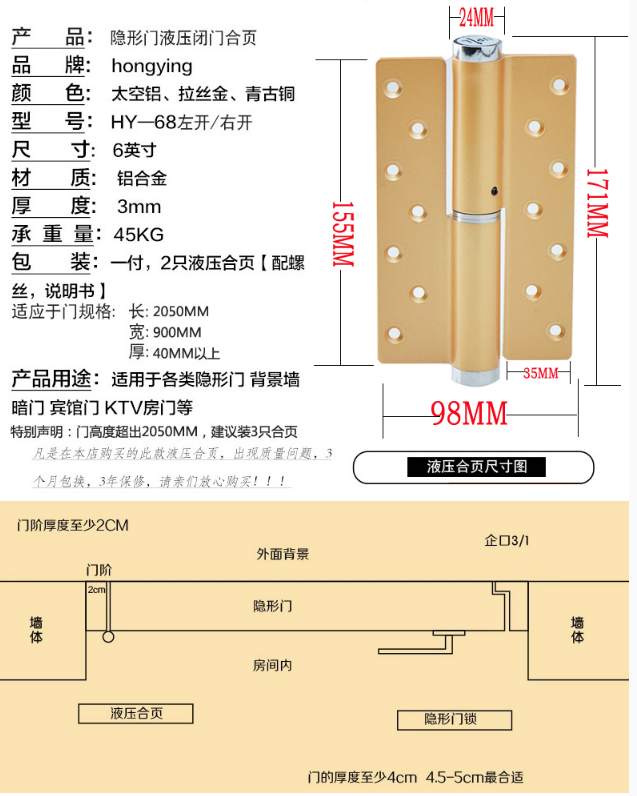 产 品: 隐形门液压闭门合页
品 牌: hongying
颜 色: 太空铝、拉丝金、青古铜
型 号: HY—68左开/右开
尺 寸: 6英寸
材 质: 铝合金
厚 度: 3mm
承 重 量: 45KG
包 装: 一付，2只液压合页【配螺
丝，说明书】
适应于门规格: 长: 2050MM
宽: 900MM
厚: 40MM以上
产品用途: 适用于各类隐形门 背景墙
暗门 宾馆门 KTV房门等
特别声明: 门高度超出2050MM，建议装3只合页
凡是在本店购买的此款液压合页，出现质量问题，3
个月包换，3年保修，请亲们放心购买！！！
24MM
155MM
171MM
35MM
98MM
液压合页尺寸图
门阶厚度至少2CM
企口3/1
外面背景
门阶
2cm
隐形门
墙体
墙体
房间内
液压合页
隐形门锁
门的厚度至少4cm 4.5-5cm最合适